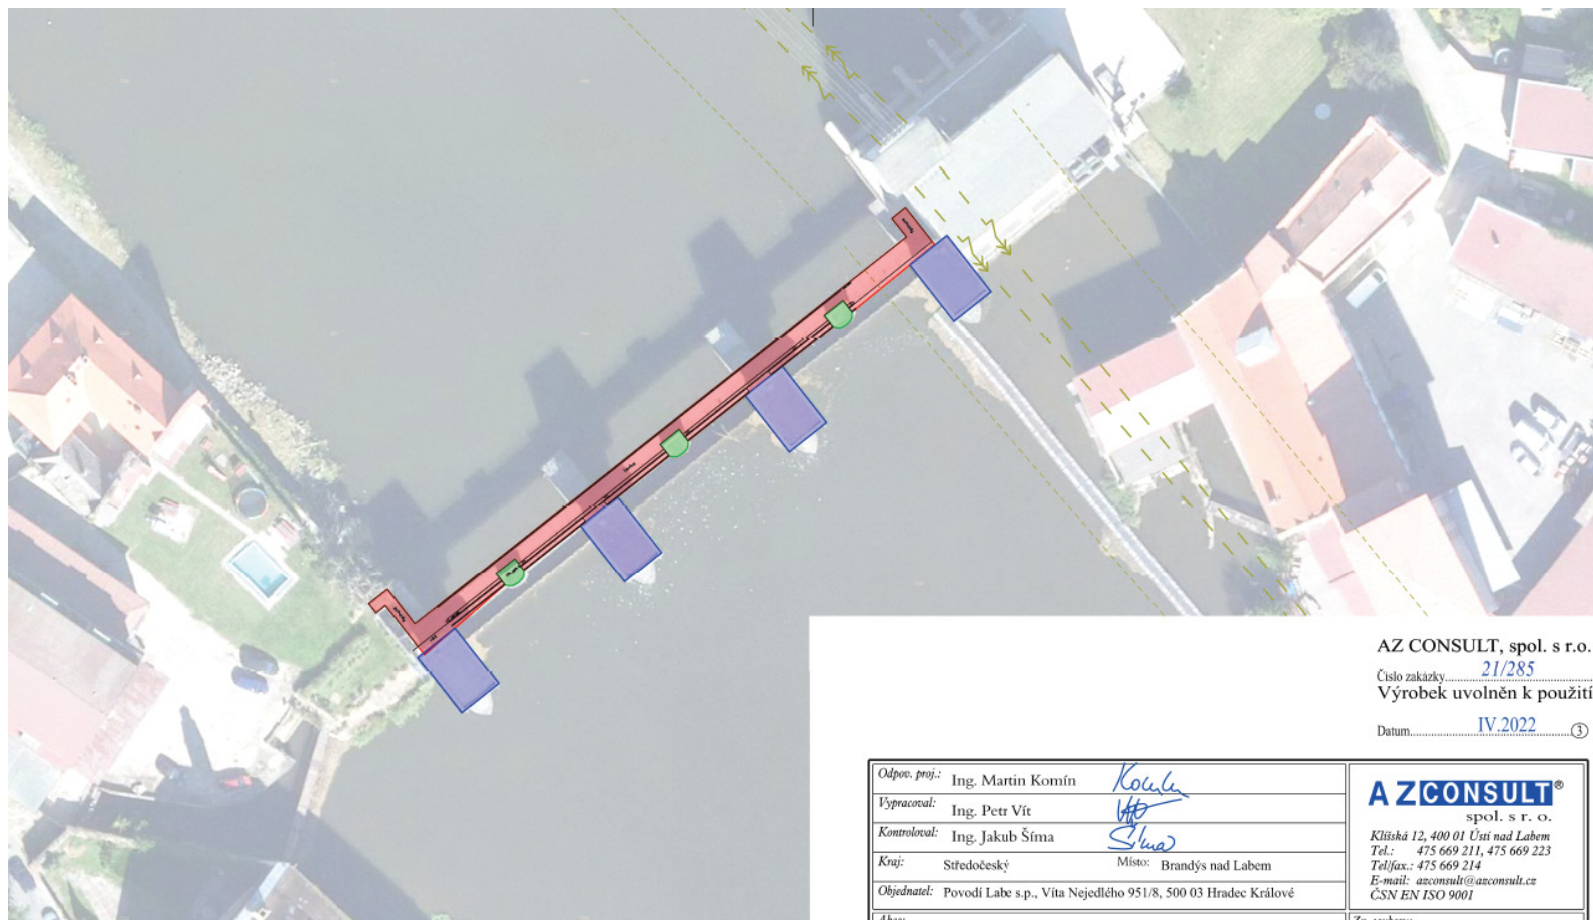 AZ CONSULT, spol. s r.o.
Číslo zakázky 21/285
Výrobek uvolněn k použití
Datum IV.2022 3
Odpov. proj.: Ing. Martin Komín
Vypracoval: Ing. Petr Vít
Kontroloval: Ing. Jakub Šíma
Kraj: Středočeský Místo: Brandýs nad Labem
Objednatel: Povodí Labe s.p., Víta Nejedlého 951/8, 500 03 Hradec Králové
AZ CONSULT®
spol. s r. o.
Klíšská 12, 400 01 Ústí nad Labem
Tel.: 475 669 211, 475 669 223
Tel/fax.: 475 669 214
E-mail: azconsult@azconsult.cz
ČSN EN ISO 9001